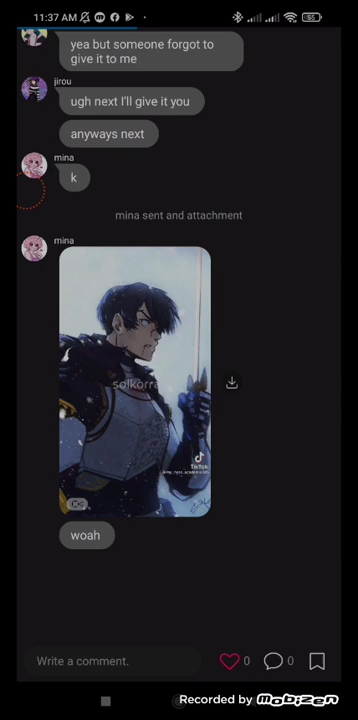 11:37 AM
55
yea but someone forgot to
give it to me
jirou
ugh next I'll give it you
anyways next
mina
k
mina sent and attachment
mina
solkorra
TikTok
woah
Write a comment.
0
0
Recorded by mobizen